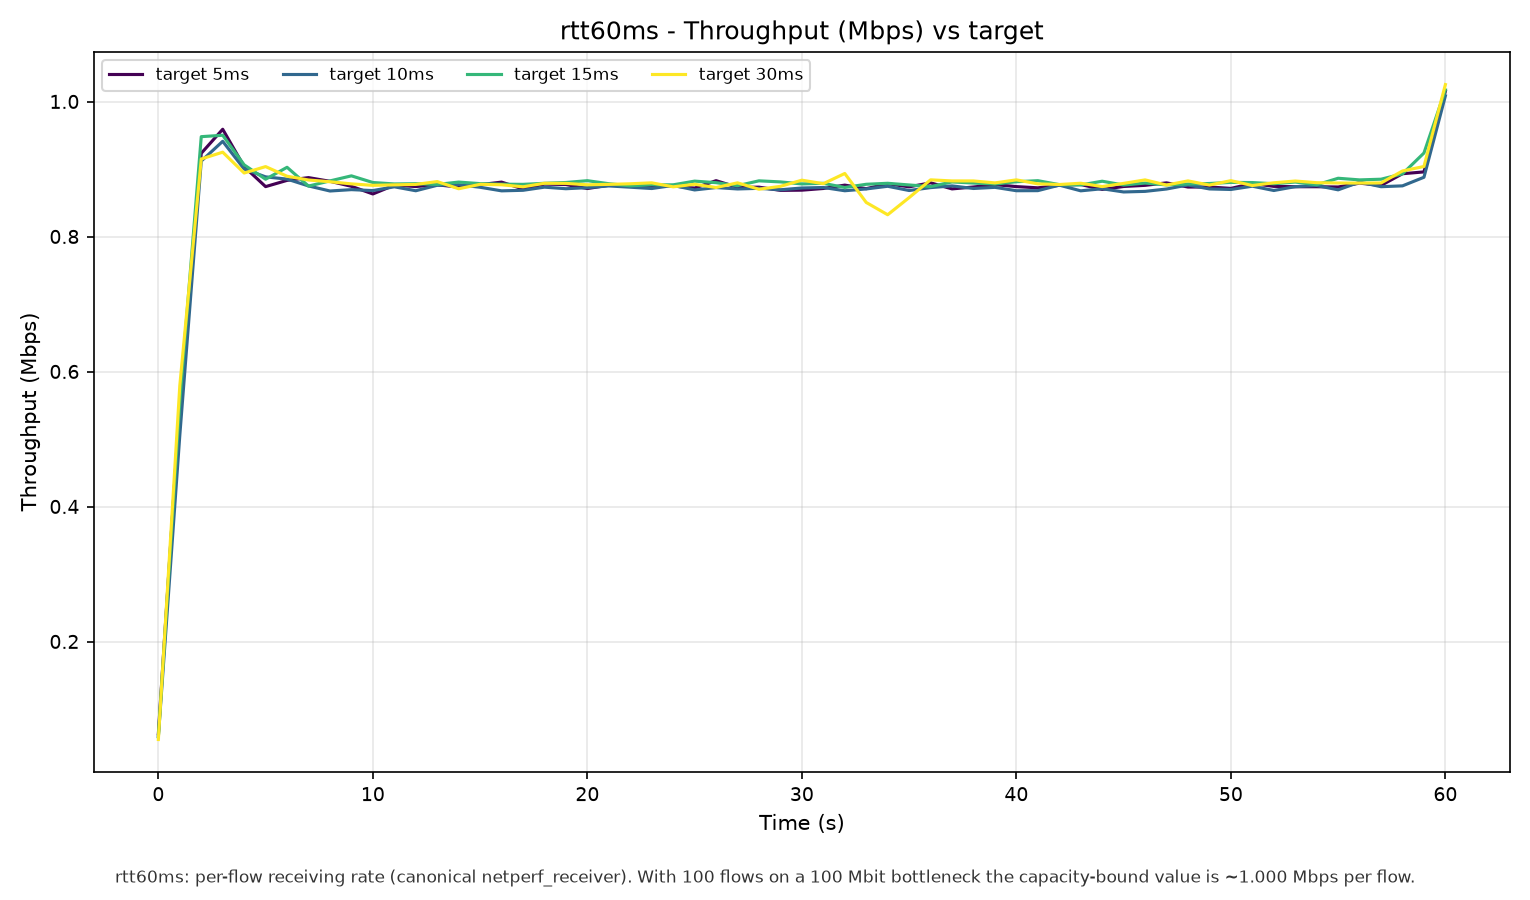 rtt60ms - Throughput (Mbps) vs target
target 5ms
target 10ms
target 15ms
target 30ms
1.0
0.8
0.6
0.4
0.2
Throughput (Mbps)
0 10 20 30 40 50 60
Time (s)
rtt60ms: per-flow receiving rate (canonical netperf_receiver). With 100 flows on a 100 Mbit bottleneck the capacity-bound value is ~1.000 Mbps per flow.